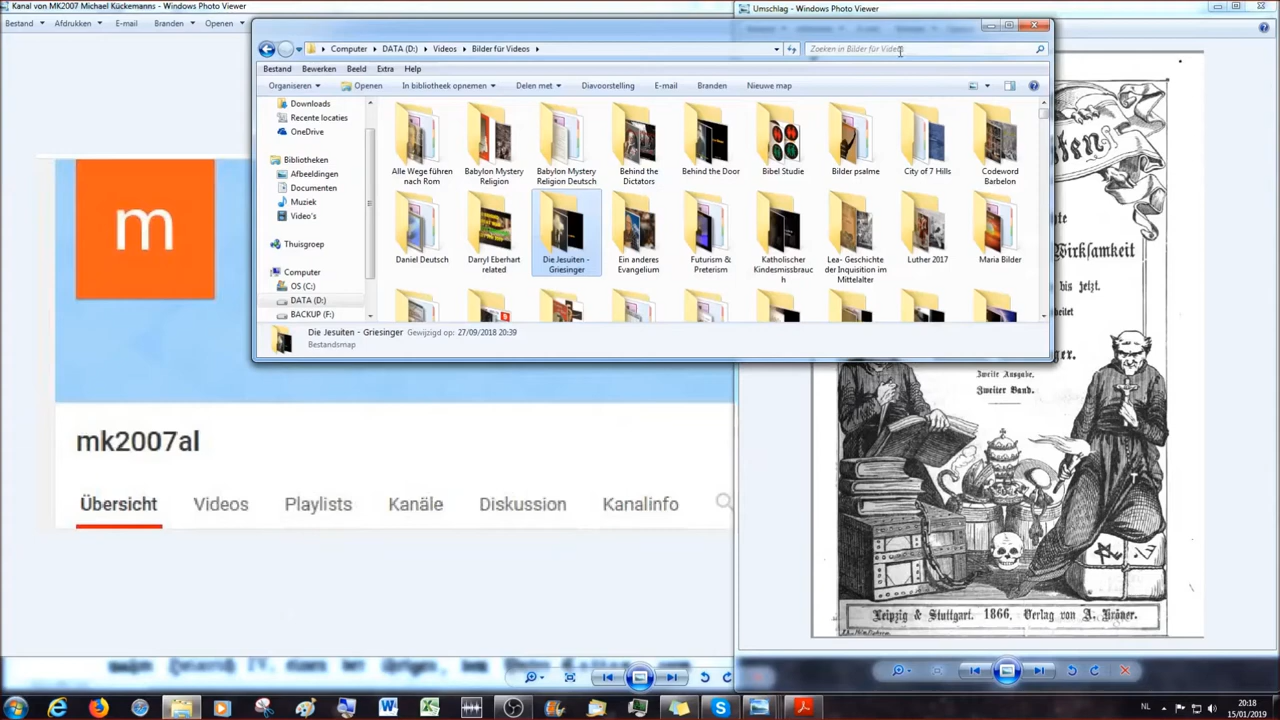 Kanal von MK2007 Michael Kückemanns - Windows Photo Viewer
Umschlag - Windows Photo Viewer
Bestand
Afdrukken
E-mail
Branden
Openen
Computer
DATA (D:)
Videos
Bilder für Videos
Zoeken in Bilder für Videos
Bestand
Bewerken
Beeld
Extra
Help
Organiseren
Openen
In bibliotheek opnemen
Delen met
Diavoorstelling
E-mail
Branden
Nieuwe map
Downloads
Recente locaties
OneDrive
Bibliotheken
Afbeeldingen
Documenten
Muziek
Video's
Thuisgroep
Computer
OS (C:)
DATA (D:)
BACKUP (F:)
Alle Wege führen
nach Rom
Babylon Mystery
Religion
Babylon Mystery
Religion Deutsch
Behind the
Dictators
Behind the Door
Bibel Studie
Bilder psalme
City of 7 Hills
Codeword
Barbelon
Daniel Deutsch
Darryl Eberhart
related
Die Jesuiten -
Griesinger
Ein anderes
Evangelium
Futurism &
Preterism
Katholischer
Kindesmissbrauc
h
Lea- Geschichte
der Inquisition im
Mittelalter
Luther 2017
Maria Bilder
Die Jesuiten - Griesinger
Gewijzigd op: 27/09/2018 20:39
Bestandsmap
m
mk2007al
Übersicht
Videos
Playlists
Kanäle
Diskussion
Kanalinfo
Wirksamkeit
bis jetzt.
Zweite Ausgabe.
Zweiter Band.
Leipzig & Stuttgart. 1866, Verlag von A. Kröner.
NL
20:18
15/01/2019